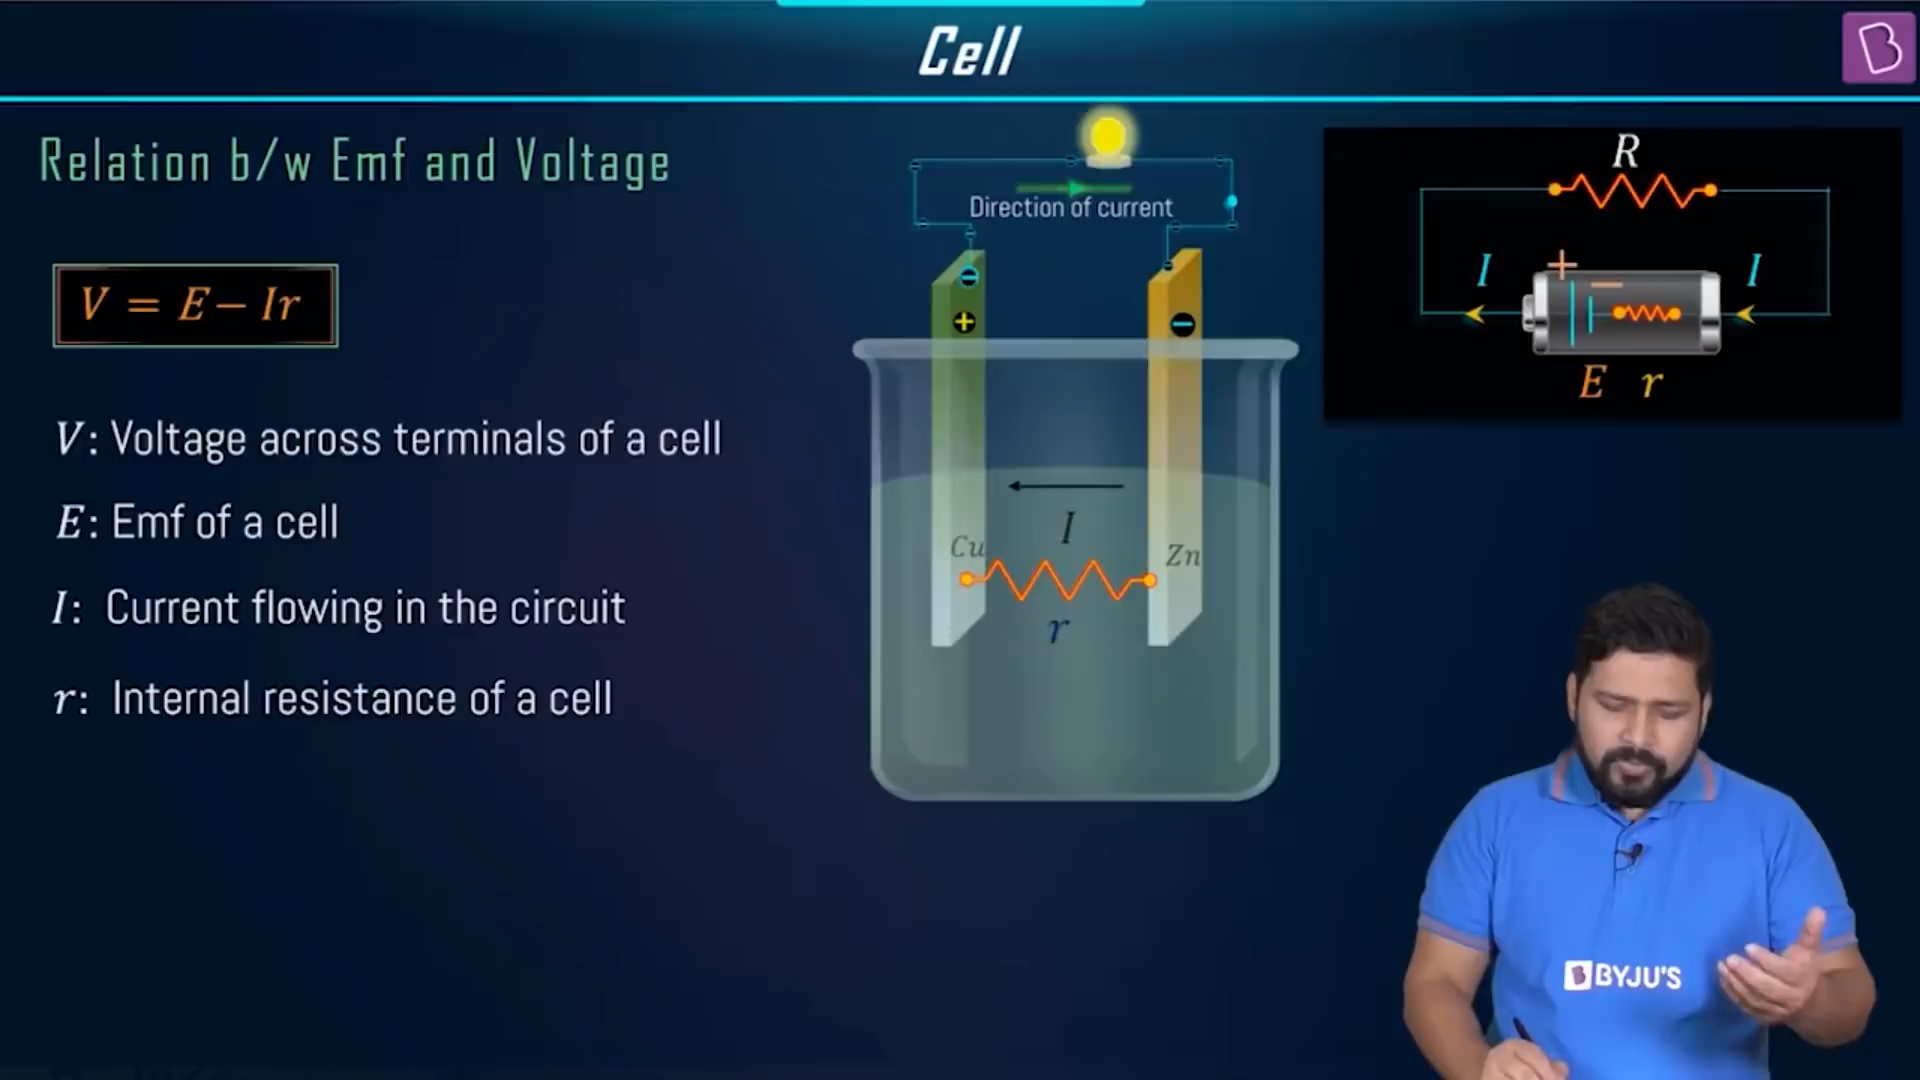 Cell
B
Relation b/w Emf and Voltage
V = E − Ir
V: Voltage across terminals of a cell
E: Emf of a cell
I: Current flowing in the circuit
r: Internal resistance of a cell
Direction of current
+
−
I
Cu
Zn
r
R
I
+
−
I
E r
BYJU'S